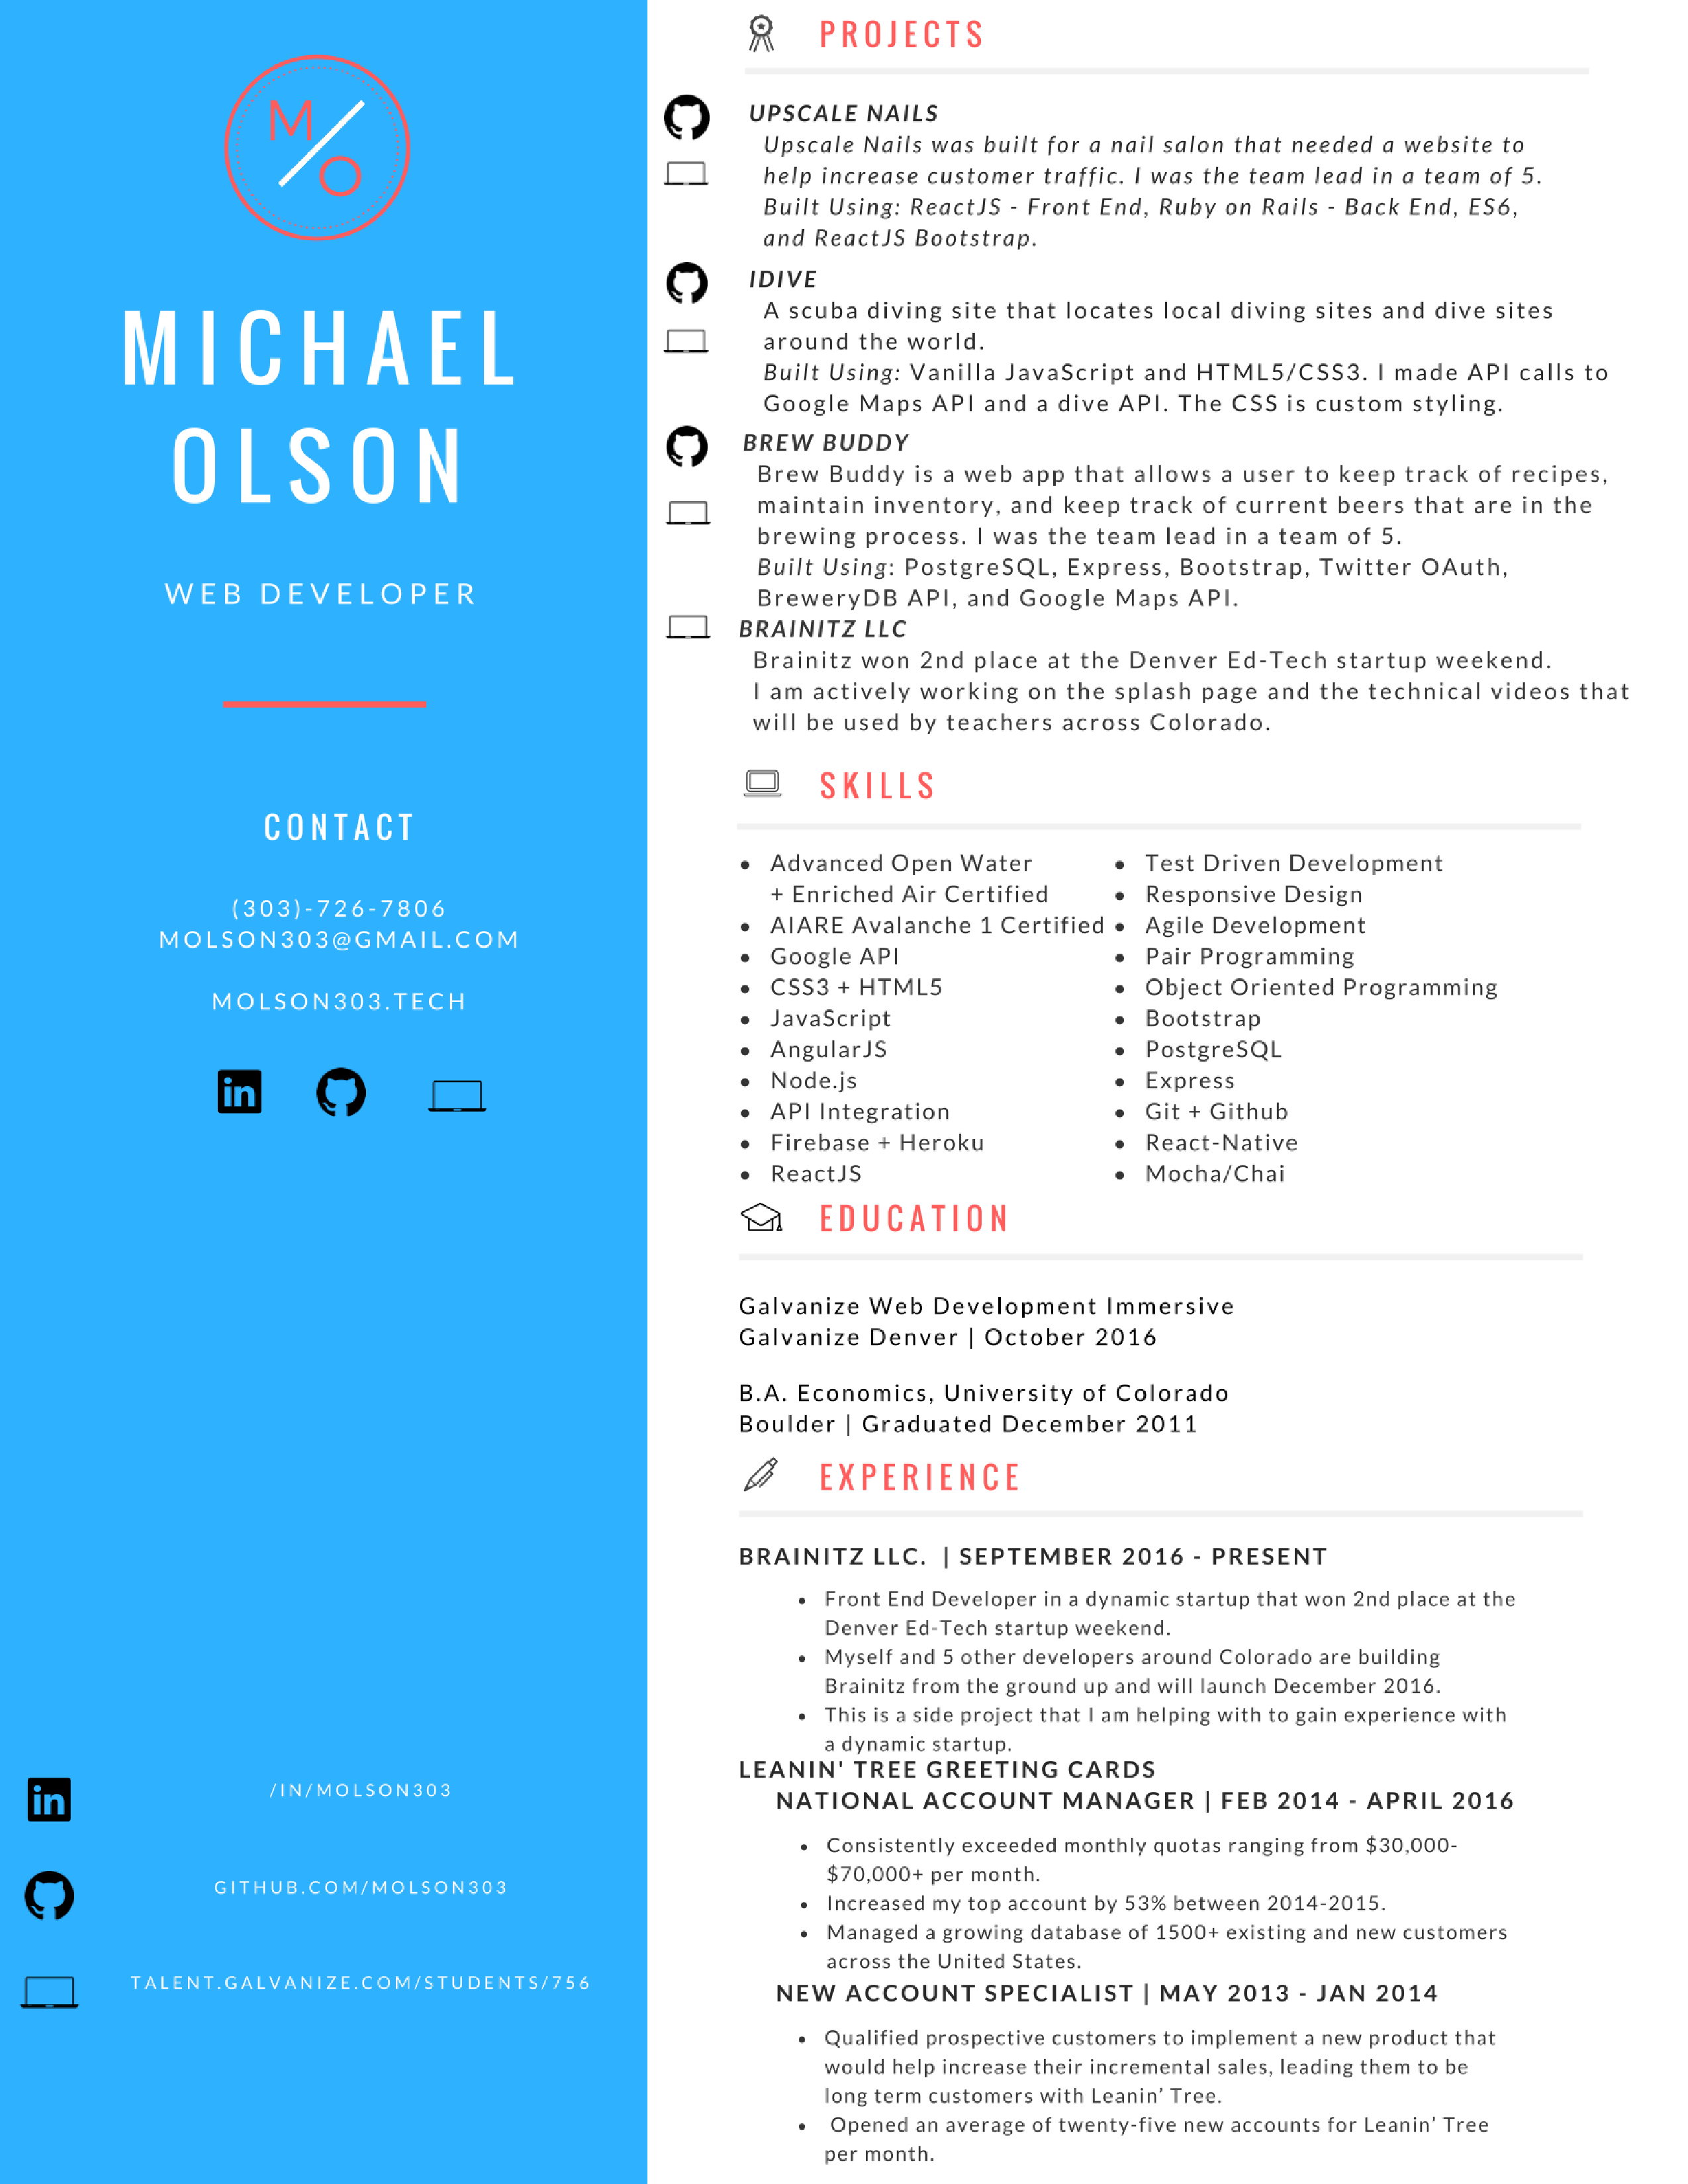 M
O
MICHAEL
OLSON
WEB DEVELOPER
CONTACT
(303)-726-7806
MOLSON303@GMAIL.COM
MOLSON303.TECH
in
in
/IN/MOLSON303
GITHUB.COM/MOLSON303
TALENT.GALVANIZE.COM/STUDENTS/756
PROJECTS
UPSCALE NAILS
Upscale Nails was built for a nail salon that needed a website to
help increase customer traffic. I was the team lead in a team of 5.
Built Using: ReactJS - Front End, Ruby on Rails - Back End, ES6,
and ReactJS Bootstrap.
IDIVE
A scuba diving site that locates local diving sites and dive sites
around the world.
Built Using: Vanilla JavaScript and HTML5/CSS3. I made API calls to
Google Maps API and a dive API. The CSS is custom styling.
BREW BUDDY
Brew Buddy is a web app that allows a user to keep track of recipes,
maintain inventory, and keep track of current beers that are in the
brewing process. I was the team lead in a team of 5.
Built Using: PostgreSQL, Express, Bootstrap, Twitter OAuth,
BreweryDB API, and Google Maps API.
BRAINITZ LLC
Brainitz won 2nd place at the Denver Ed-Tech startup weekend.
I am actively working on the splash page and the technical videos that
will be used by teachers across Colorado.
SKILLS
• Advanced Open Water
+ Enriched Air Certified
• AIARE Avalanche 1 Certified
• Google API
• CSS3 + HTML5
• JavaScript
• AngularJS
• Node.js
• API Integration
• Firebase + Heroku
• ReactJS
• Test Driven Development
• Responsive Design
• Agile Development
• Pair Programming
• Object Oriented Programming
• Bootstrap
• PostgreSQL
• Express
• Git + Github
• React-Native
• Mocha/Chai
EDUCATION
Galvanize Web Development Immersive
Galvanize Denver | October 2016
B.A. Economics, University of Colorado
Boulder | Graduated December 2011
EXPERIENCE
BRAINITZ LLC. | SEPTEMBER 2016 - PRESENT
• Front End Developer in a dynamic startup that won 2nd place at the
Denver Ed-Tech startup weekend.
• Myself and 5 other developers around Colorado are building
Brainitz from the ground up and will launch December 2016.
• This is a side project that I am helping with to gain experience with
a dynamic startup.
LEANIN' TREE GREETING CARDS
NATIONAL ACCOUNT MANAGER | FEB 2014 - APRIL 2016
• Consistently exceeded monthly quotas ranging from $30,000-
$70,000+ per month.
• Increased my top account by 53% between 2014-2015.
• Managed a growing database of 1500+ existing and new customers
across the United States.
NEW ACCOUNT SPECIALIST | MAY 2013 - JAN 2014
• Qualified prospective customers to implement a new product that
would help increase their incremental sales, leading them to be
long term customers with Leanin' Tree.
• Opened an average of twenty-five new accounts for Leanin' Tree
per month.